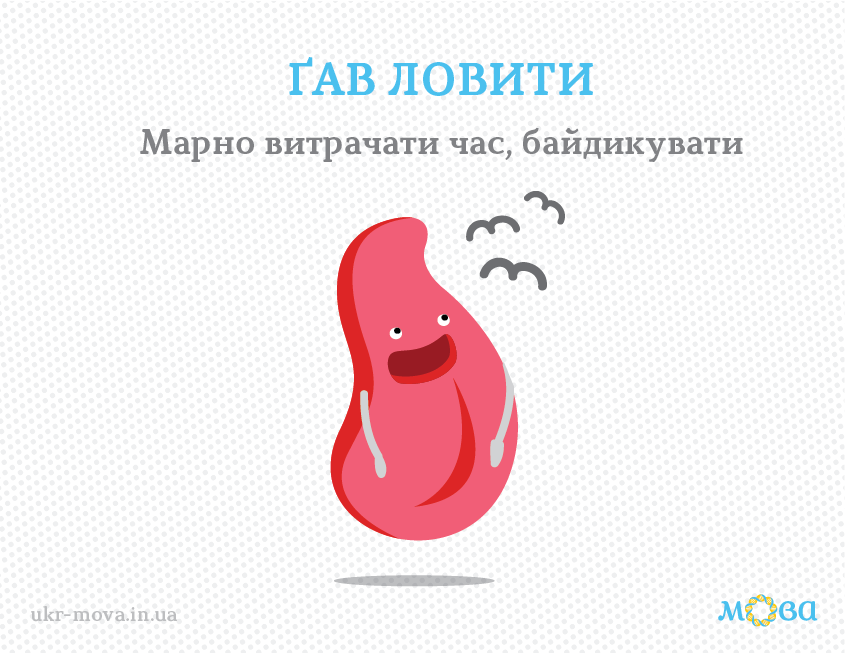 ҐАВ ЛОВИТИ
Марно витрачати час, байдикувати
ukr-mova.in.ua
мова